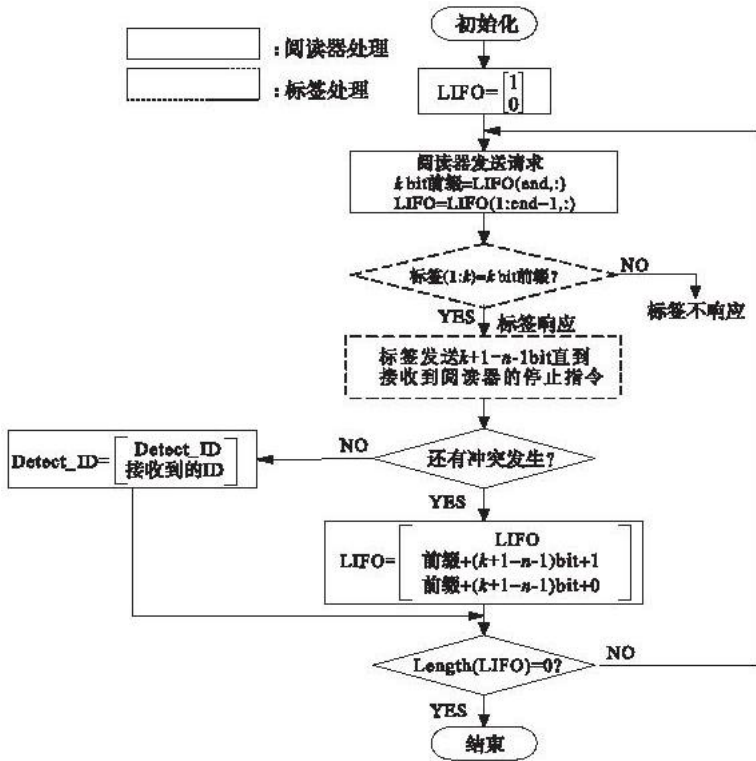 初始化
：阅读器处理
：标签处理
LIFO=[1
0]
阅读器发送请求
k bit前缀=LIFO(end,:}
LIFO=LIFO(1:end−1,:)
标签(1:k)=k bit前缀?
NO
标签不响应
YES
标签响应
标签发送k+1−n-1bit直到
接收到阅读器的停止指令
还有冲突发生?
NO
Detect_ID=[Detect_ID
接收到的ID]
YES
LIFO=[LIFO
前缀+(k+1−n−1)bit+1
前缀+(k+1−n−1)bit+0]
Length(LIFO)=0?
NO
YES
结束